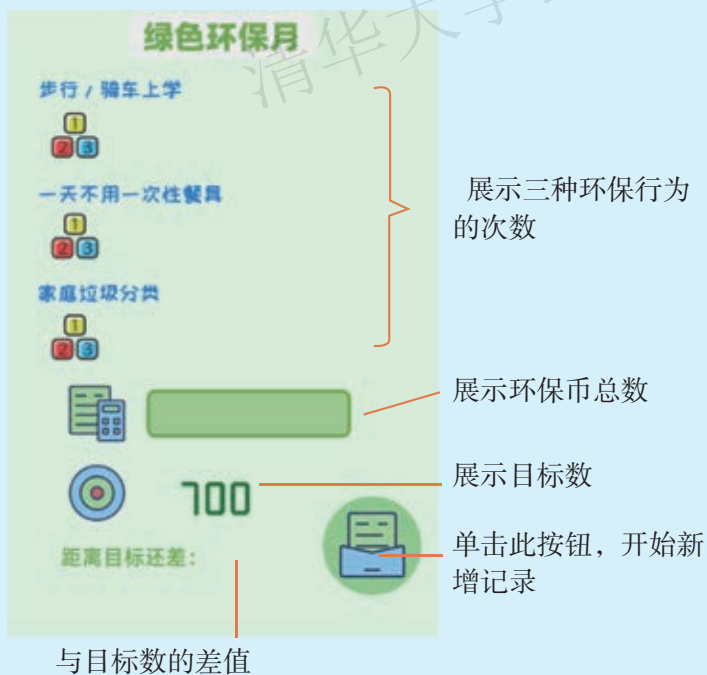 清华大学
绿色环保月
步行 / 骑车上学
1
2 3
一天不用一次性餐具
1
2 3
家庭垃圾分类
1
2 3
展示三种环保行为
的次数
展示环保币总数
700
展示目标数
距离目标还差：
单击此按钮，开始新
增记录
与目标数的差值